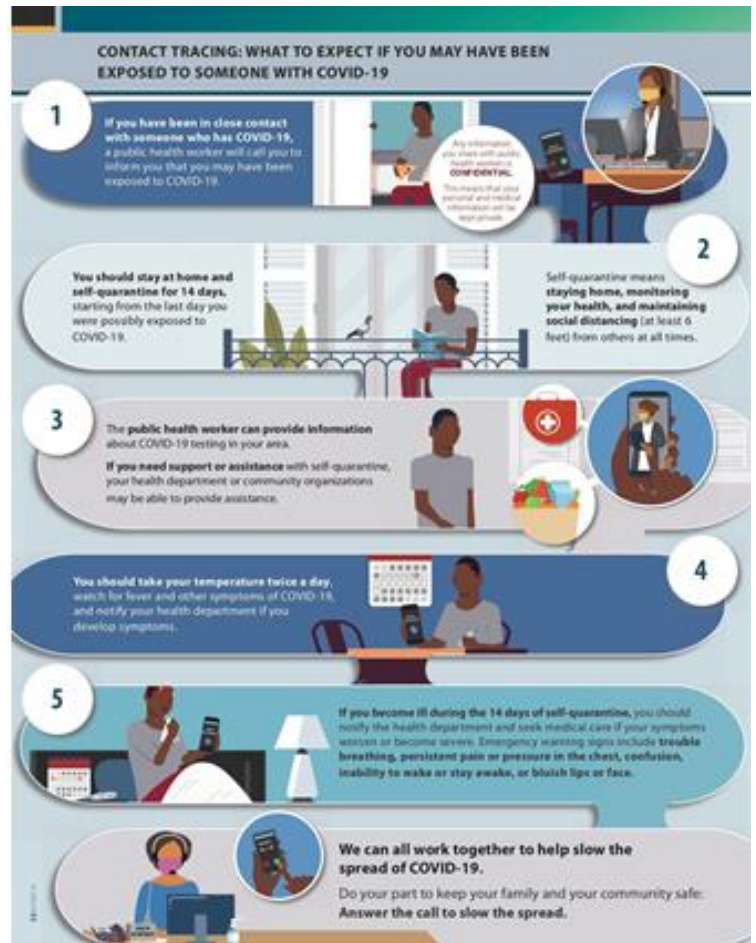 CONTACT TRACING: WHAT TO EXPECT IF YOU MAY HAVE BEEN
EXPOSED TO SOMEONE WITH COVID-19
1
If you have been in close contact
with someone who has COVID-19,
a public health worker will call you to
inform you that you may have been
exposed to COVID-19.
Any information
you share with public
health workers is
CONFIDENTIAL.
This means that your
personal and medical
information will be
kept private.
2
You should stay at home and
self-quarantine for 14 days,
starting from the last day you
were possibly exposed to
COVID-19.
Self-quarantine means
staying home, monitoring
your health, and maintaining
social distancing (at least 6
feet) from others at all times.
3
The public health worker can provide information
about COVID-19 testing in your area.
If you need support or assistance with self-quarantine,
your health department or community organizations
may be able to provide assistance.
4
You should take your temperature twice a day,
watch for fever and other symptoms of COVID-19,
and notify your health department if you
develop symptoms.
5
If you become ill during the 14 days of self-quarantine, you should
notify the health department and seek medical care if your symptoms
worsen or become severe. Emergency warning signs include trouble
breathing, persistent pain or pressure in the chest, confusion,
inability to wake or stay awake, or bluish lips or face.
We can all work together to help slow the
spread of COVID-19.
Do your part to keep your family and your community safe:
Answer the call to slow the spread.